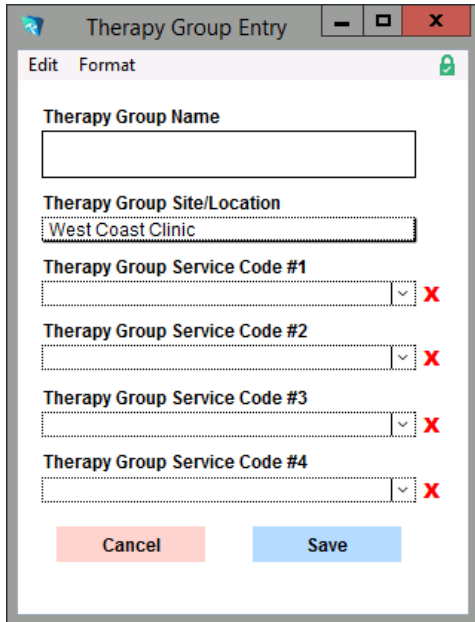 Therapy Group Entry
Edit Format
Therapy Group Name
Therapy Group Site/Location
West Coast Clinic
Therapy Group Service Code #1
X
Therapy Group Service Code #2
X
Therapy Group Service Code #3
X
Therapy Group Service Code #4
X
Cancel Save